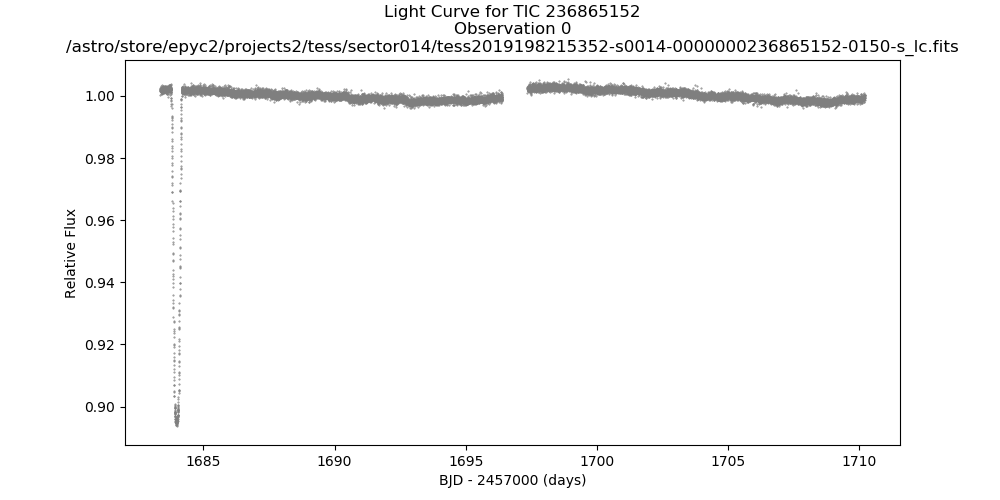 Light Curve for TIC 236865152
Observation 0
/astro/store/epyc2/projects2/tess/sector014/tess2019198215352-s0014-0000000236865152-0150-s_lc.fits
1.00
0.98
0.96
0.94
0.92
0.90
Relative Flux
1685
1690
1695
1700
1705
1710
BJD - 2457000 (days)